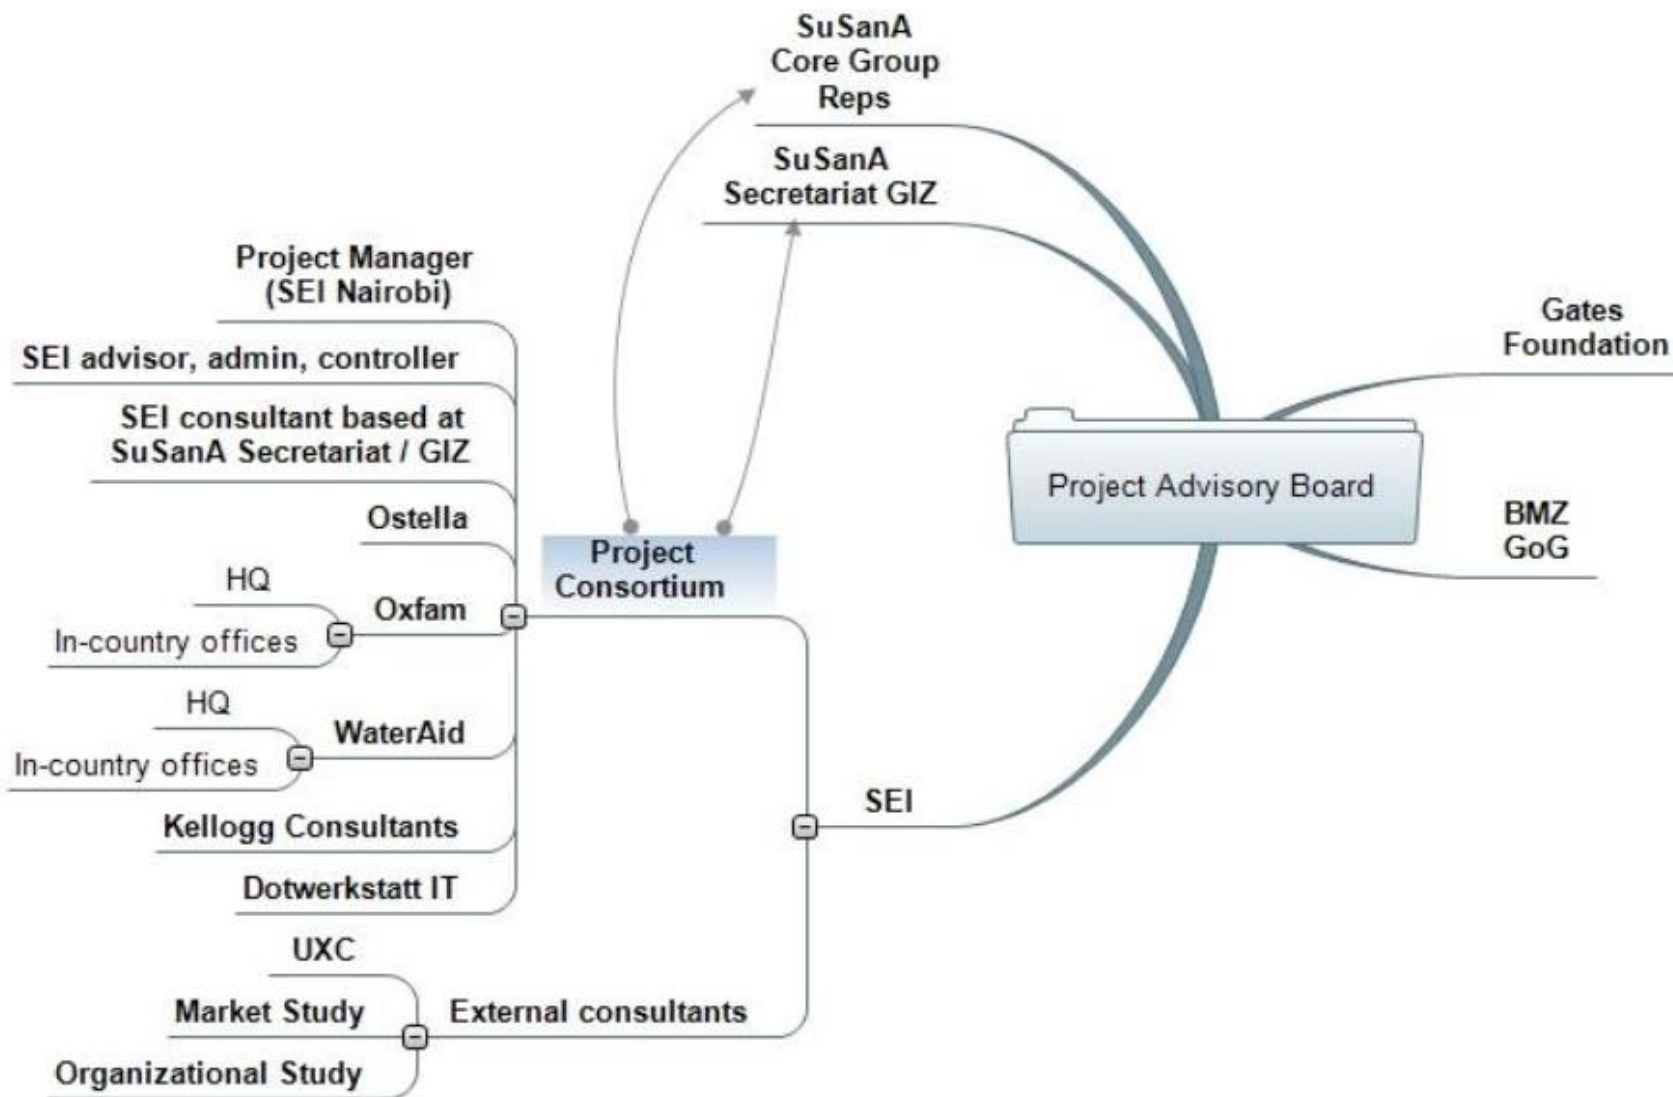 SuSanA
Core Group
Reps
SuSanA
Secretariat GIZ
Project Manager
(SEI Nairobi)
SEI advisor, admin, controller
SEI consultant based at
SuSanA Secretariat / GIZ
Ostella
HQ
Oxfam
In-country offices
HQ
WaterAid
In-country offices
Kellogg Consultants
Dotwerkstatt IT
Project
Consortium
UXC
Market Study
Organizational Study
External consultants
SEI
Project Advisory Board
Gates
Foundation
BMZ
GoG